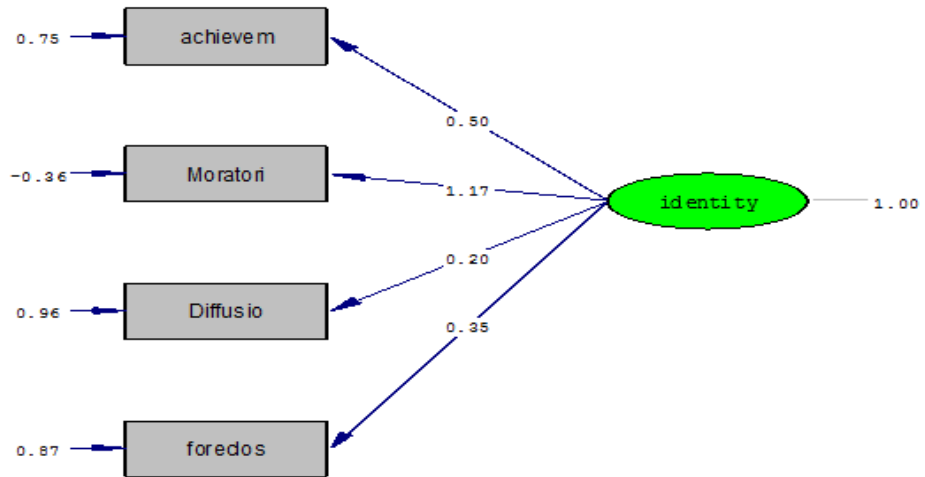 0.75
achievem
0.50
-0.36
Moratori
1.17
identity
1.00
0.20
0.96
Diffusio
0.35
0.87
foreclos